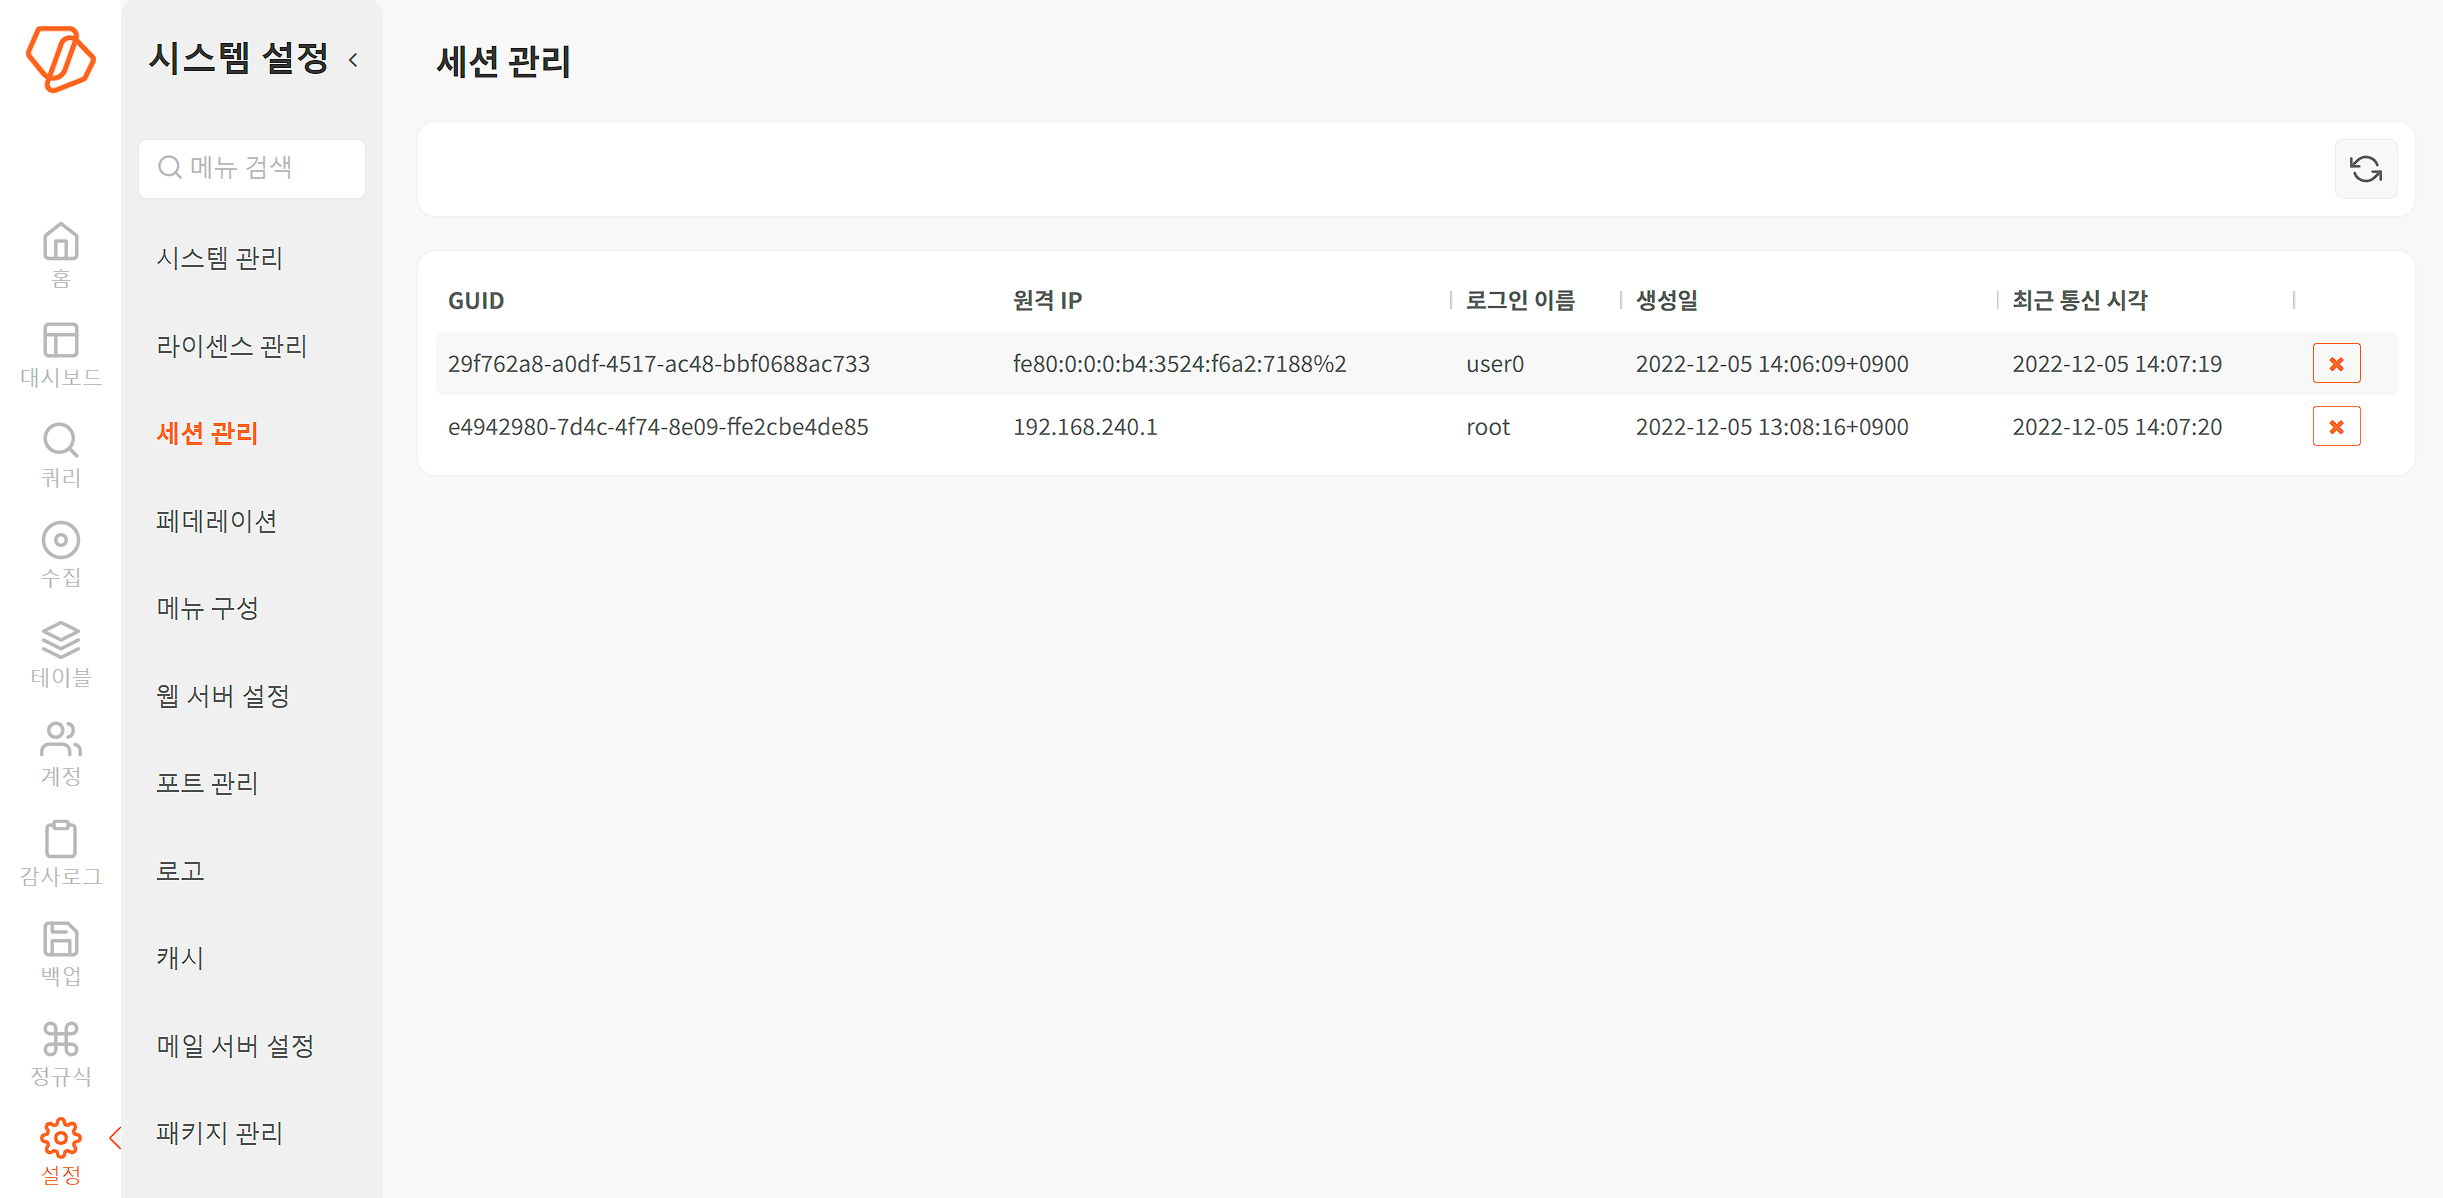 홈
대시보드
쿼리
수집
테이블
계정
감사로그
백업
정규식
설정
시스템 설정
메뉴 검색
시스템 관리
라이센스 관리
세션 관리
페데레이션
메뉴 구성
웹 서버 설정
포트 관리
로고
캐시
메일 서버 설정
패키지 관리
세션 관리
GUID 원격 IP 로그인 이름 생성일 최근 통신 시각
29f762a8-a0df-4517-ac48-bbf0688ac733 fe80:0:0:0:b4:3524:f6a2:7188%2 user0 2022-12-05 14:06:09+0900 2022-12-05 14:07:19
e4942980-7d4c-4f74-8e09-ffe2cbe4de85 192.168.240.1 root 2022-12-05 13:08:16+0900 2022-12-05 14:07:20